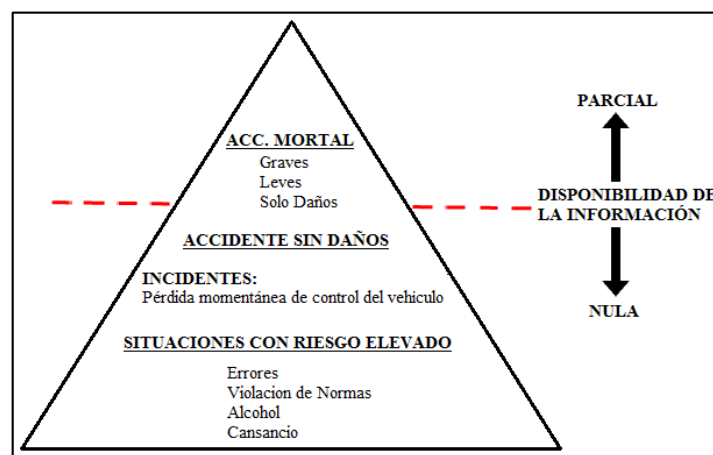 ACC. MORTAL
Graves
Leves
Solo Daños
ACCIDENTE SIN DAÑOS
INCIDENTES:
Pérdida momentánea de control del vehiculo
SITUACIONES CON RIESGO ELEVADO
Errores
Violacion de Normas
Alcohol
Cansancio
PARCIAL
DISPONIBILIDAD DE
LA INFORMACIÓN
NULA